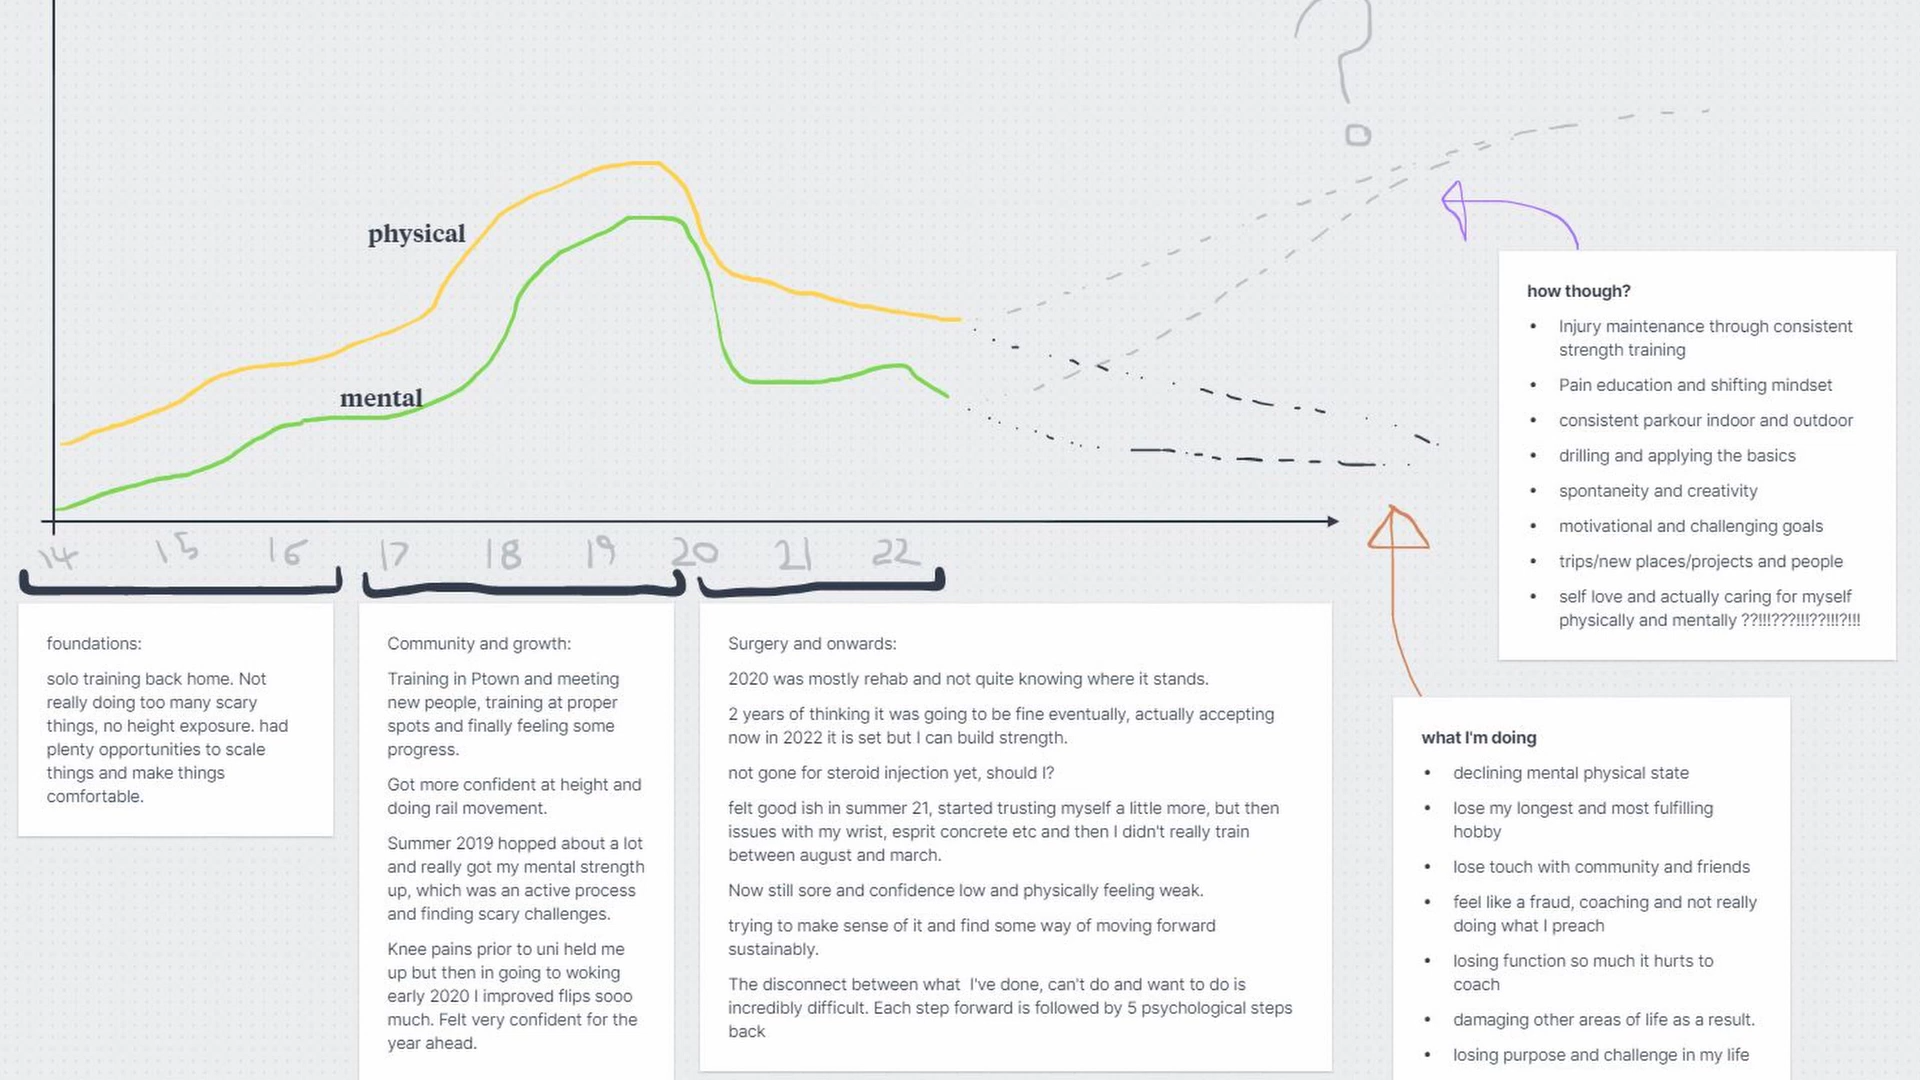 ?
physical
mental
14 15 16 17 18 19 20 21 22
foundations:
solo training back home. Not
really doing too many scary
things, no height exposure. had
plenty opportunities to scale
things and make things
comfortable.
Community and growth:
Training in Ptown and meeting
new people, training at proper
spots and finally feeling some
progress.
Got more confident at height and
doing rail movement.
Summer 2019 hopped about a lot
and really got my mental strength
up, which was an active process
and finding scary challenges.
Knee pains prior to uni held me
up but then in going to woking
early 2020 I improved flips sooo
much. Felt very confident for the
year ahead.
Surgery and onwards:
2020 was mostly rehab and not quite knowing where it stands.
2 years of thinking it was going to be fine eventually, actually accepting
now in 2022 it is set but I can build strength.
not gone for steroid injection yet, should I?
felt good ish in summer 21, started trusting myself a little more, but then
issues with my wrist, esprit concrete etc and then I didn't really train
between august and march.
Now still sore and confidence low and physically feeling weak.
trying to make sense of it and find some way of moving forward
sustainably.
The disconnect between what I've done, can't do and want to do is
incredibly difficult. Each step forward is followed by 5 psychological steps
back
how though?
• Injury maintenance through consistent
strength training
• Pain education and shifting mindset
• consistent parkour indoor and outdoor
• drilling and applying the basics
• spontaneity and creativity
• motivational and challenging goals
• trips/new places/projects and people
• self love and actually caring for myself
physically and mentally ??!!!???!!!??!!!?!!!
what I'm doing
• declining mental physical state
• lose my longest and most fulfilling
hobby
• lose touch with community and friends
• feel like a fraud, coaching and not really
doing what I preach
• losing function so much it hurts to
coach
• damaging other areas of life as a result.
• losing purpose and challenge in my life